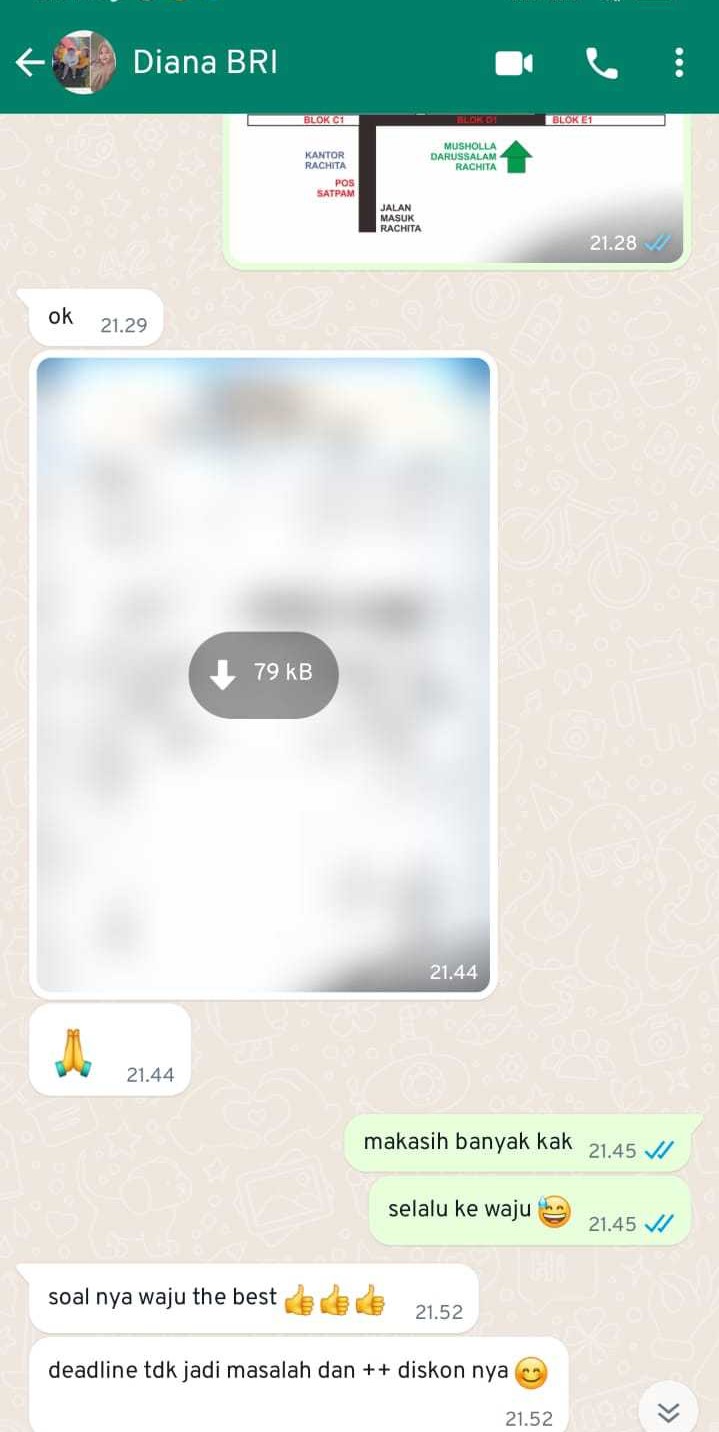 Diana BRI
BLOK C1
BLOK D1
BLOK E1
KANTOR
RACHITA
MUSHOLLA
DARUSSALAM
RACHITA
POS
SATPAM
JALAN
MASUK
RACHITA
21.28
ok 21.29
79 kB
21.44
21.44
makasih banyak kak 21.45
selalu ke waju 21.45
soal nya waju the best 21.52
deadline tdk jadi masalah dan ++ diskon nya
21.52